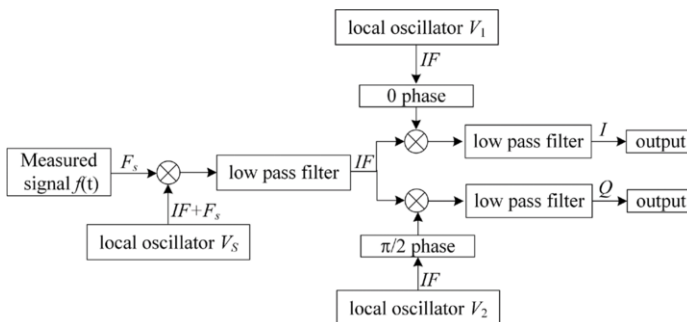 local oscillator V₁
IF
0 phase
low pass filter
I
output
Measured
signal f(t)
Fₛ
low pass filter
IF
IF+Fₛ
local oscillator V_S
low pass filter
Q
output
π/2 phase
IF
local oscillator V₂